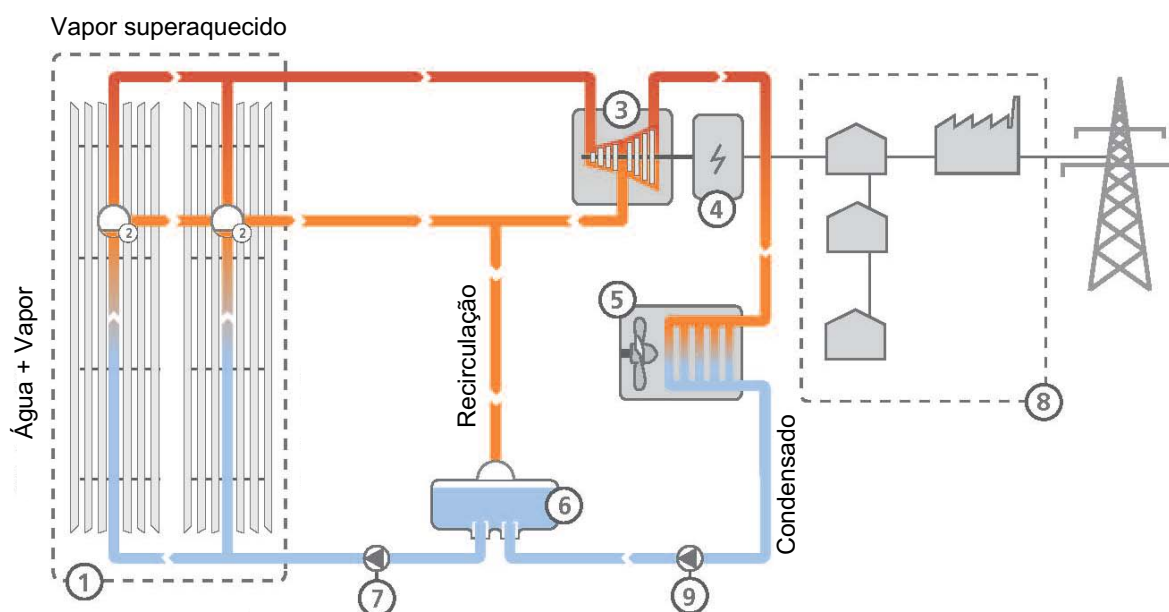 Vapor superaquecido
3
4
2
2
5
Água + Vapor
Recirculação
Condensado
8
6
1
7
9